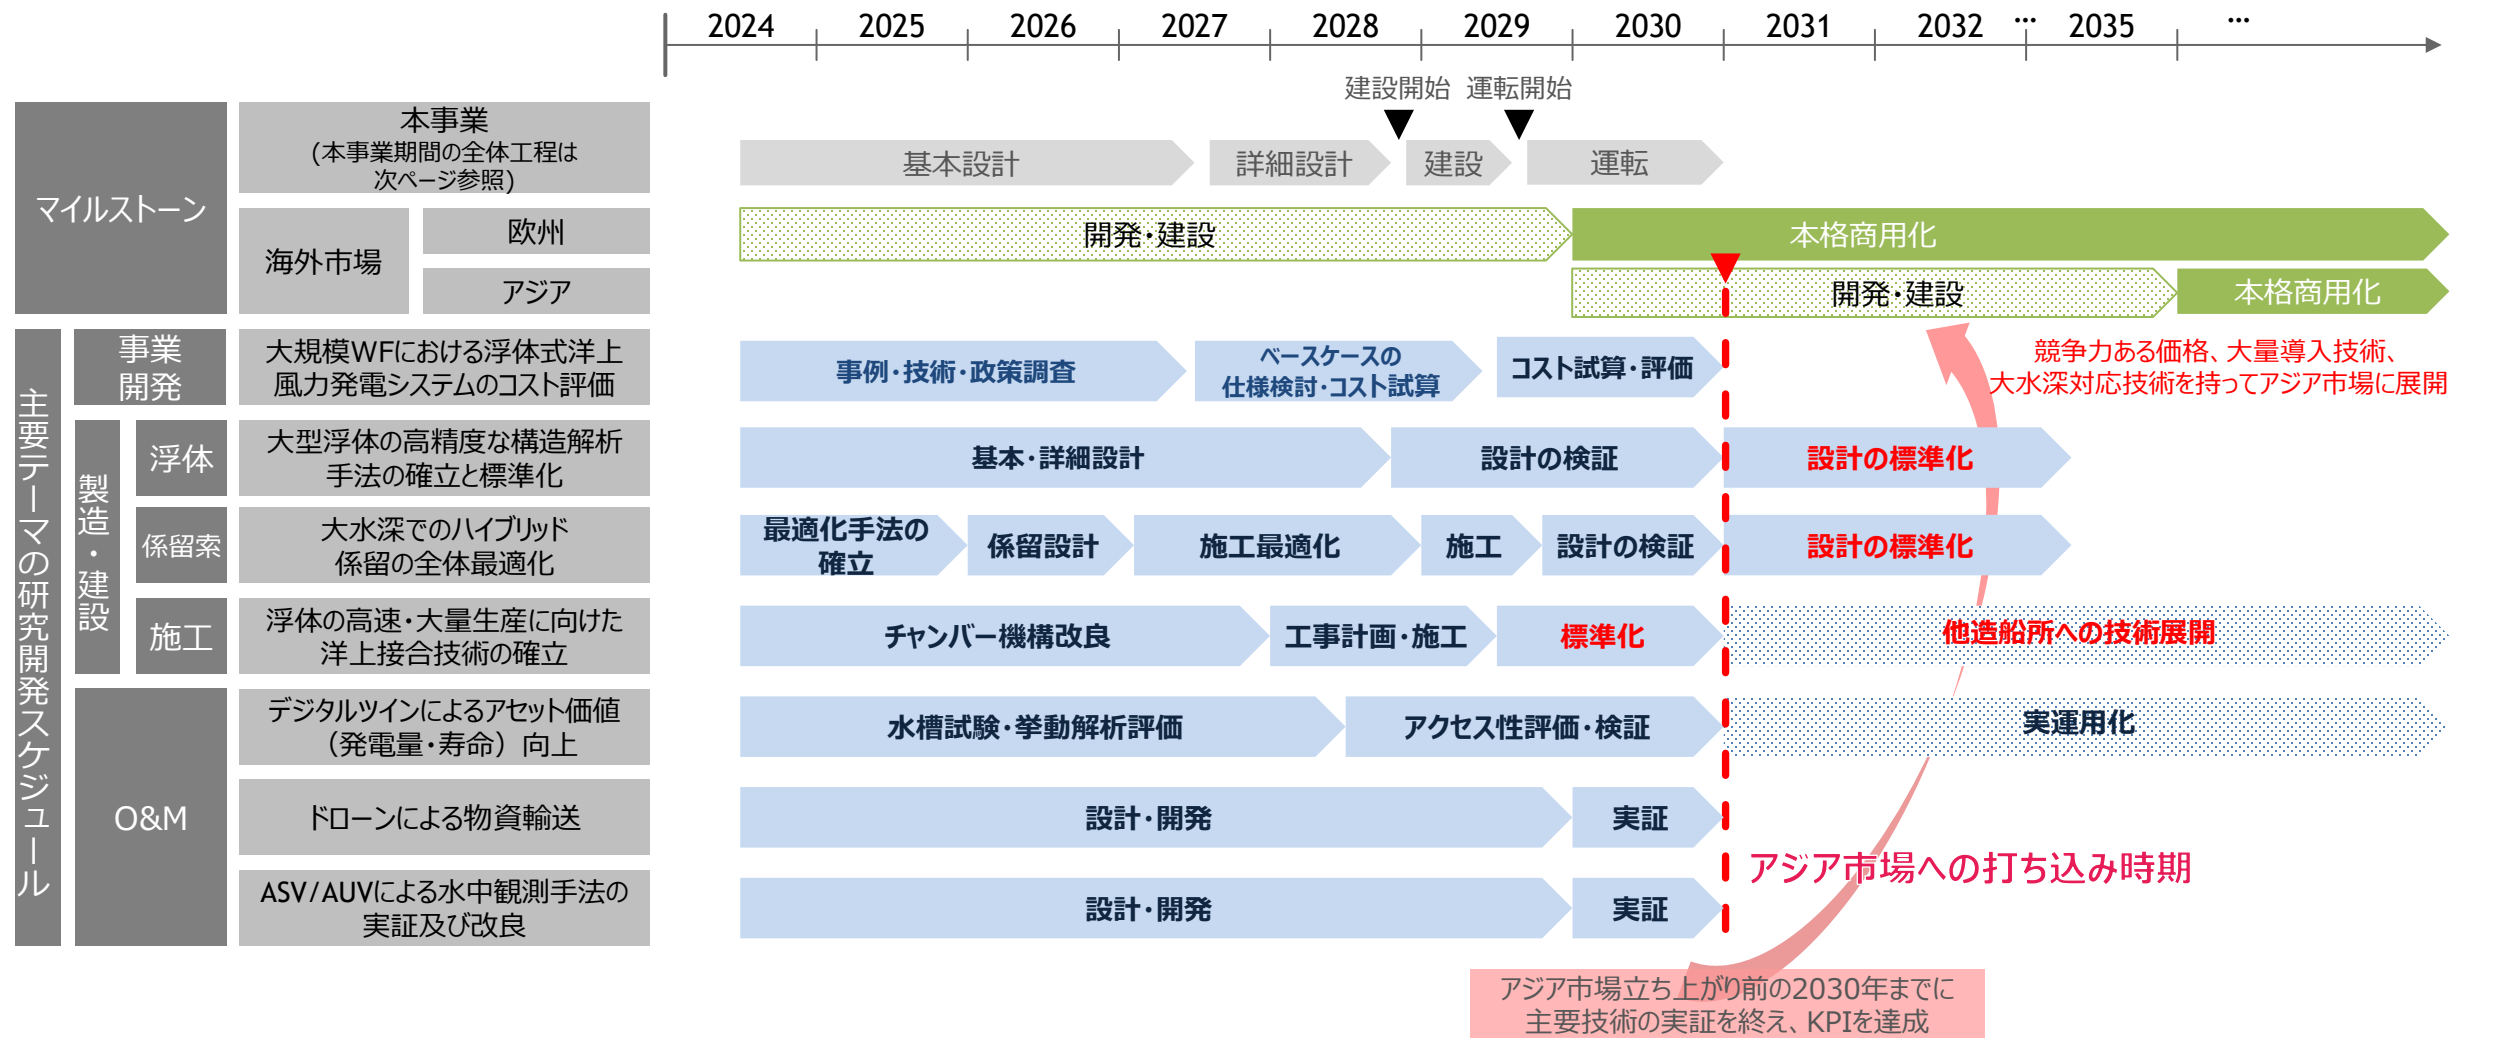 2024 2025 2026 2027 2028 2029 2030 2031 2032 … 2035 …
建設開始 運転開始
マイルストーン
本事業
(本事業期間の全体工程は
次ページ参照)
基本設計 詳細設計 建設 運転
海外市場
欧州
開発・建設 本格商用化
アジア
開発・建設 本格商用化
主要テーマの研究開発スケジュール
事業
開発
大規模WFにおける浮体式洋上
風力発電システムのコスト評価
事例・技術・政策調査
ベースケースの
仕様検討・コスト試算
コスト試算・評価
競争力ある価格、大量導入技術、
大水深対応技術を持ってアジア市場に展開
製造・建設
浮体
大型浮体の高精度な構造解析
手法の確立と標準化
基本・詳細設計 設計の検証 設計の標準化
係留索
大水深でのハイブリッド
係留の全体最適化
最適化手法の
確立
係留設計 施工最適化 施工 設計の検証 設計の標準化
施工
浮体の高速・大量生産に向けた
洋上接合技術の確立
チャンバー機構改良 工事計画・施工 標準化 他造船所への技術展開
O&M
デジタルツインによるアセット価値
（発電量・寿命）向上
水槽試験・挙動解析評価 アクセス性評価・検証 実運用化
ドローンによる物資輸送
設計・開発 実証
アジア市場への打ち込み時期
ASV/AUVによる水中観測手法の
実証及び改良
設計・開発 実証
アジア市場立ち上がり前の2030年までに
主要技術の実証を終え、KPIを達成